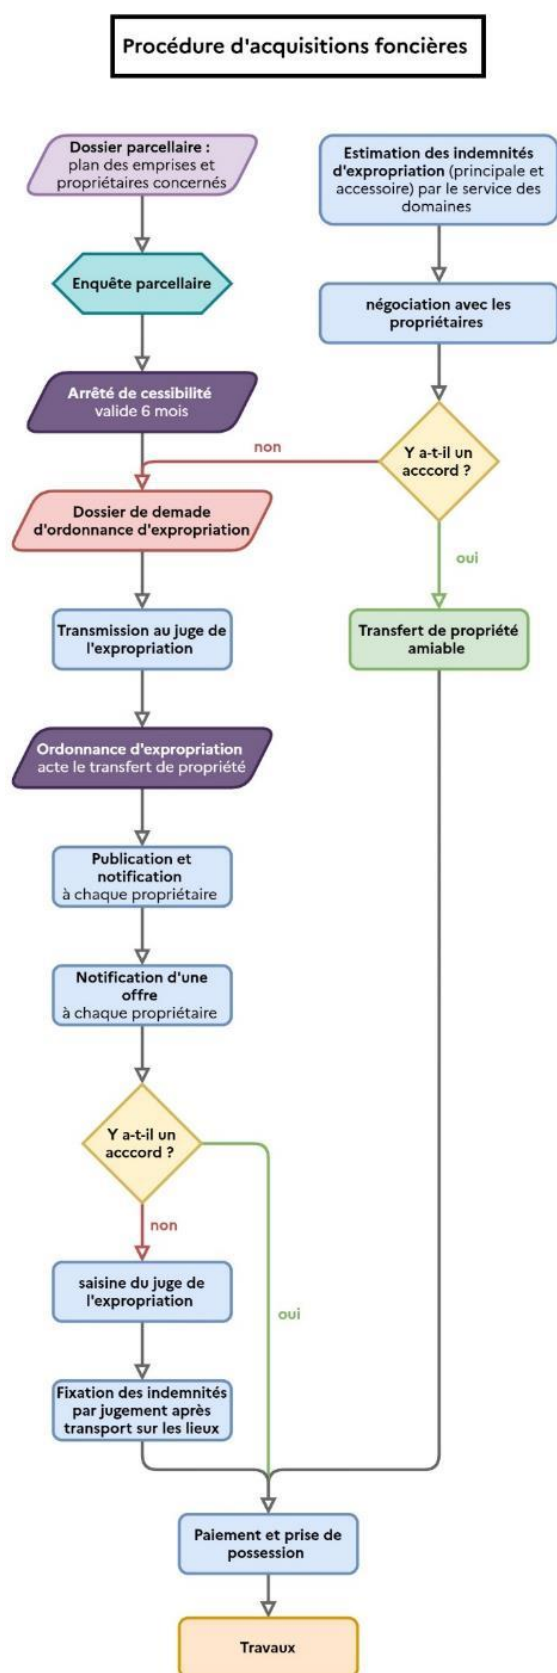 Procédure d'acquisitions foncières
Dossier parcellaire :
plan des emprises et
propriétaires concernés
Estimation des indemnités
d'expropriation (principale et
accessoire) par le service des
domaines
Enquête parcellaire
négociation avec les
propriétaires
Arrêté de cessibilité
valide 6 mois
Y a-t-il un
acccord ?
non
Dossier de demade
d'ordonnance d'expropriation
oui
Transmission au juge de
l'expropriation
Transfert de propriété
amiable
Ordonnance d'expropriation
acte le transfert de propriété
Publication et
notification
à chaque propriétaire
Notification d'une
offre
à chaque propriétaire
Y a-t-il un
acccord ?
non
saisine du juge de
l'expropriation
oui
Fixation des indemnités
par jugement après
transport sur les lieux
Paiement et prise de
possession
Travaux